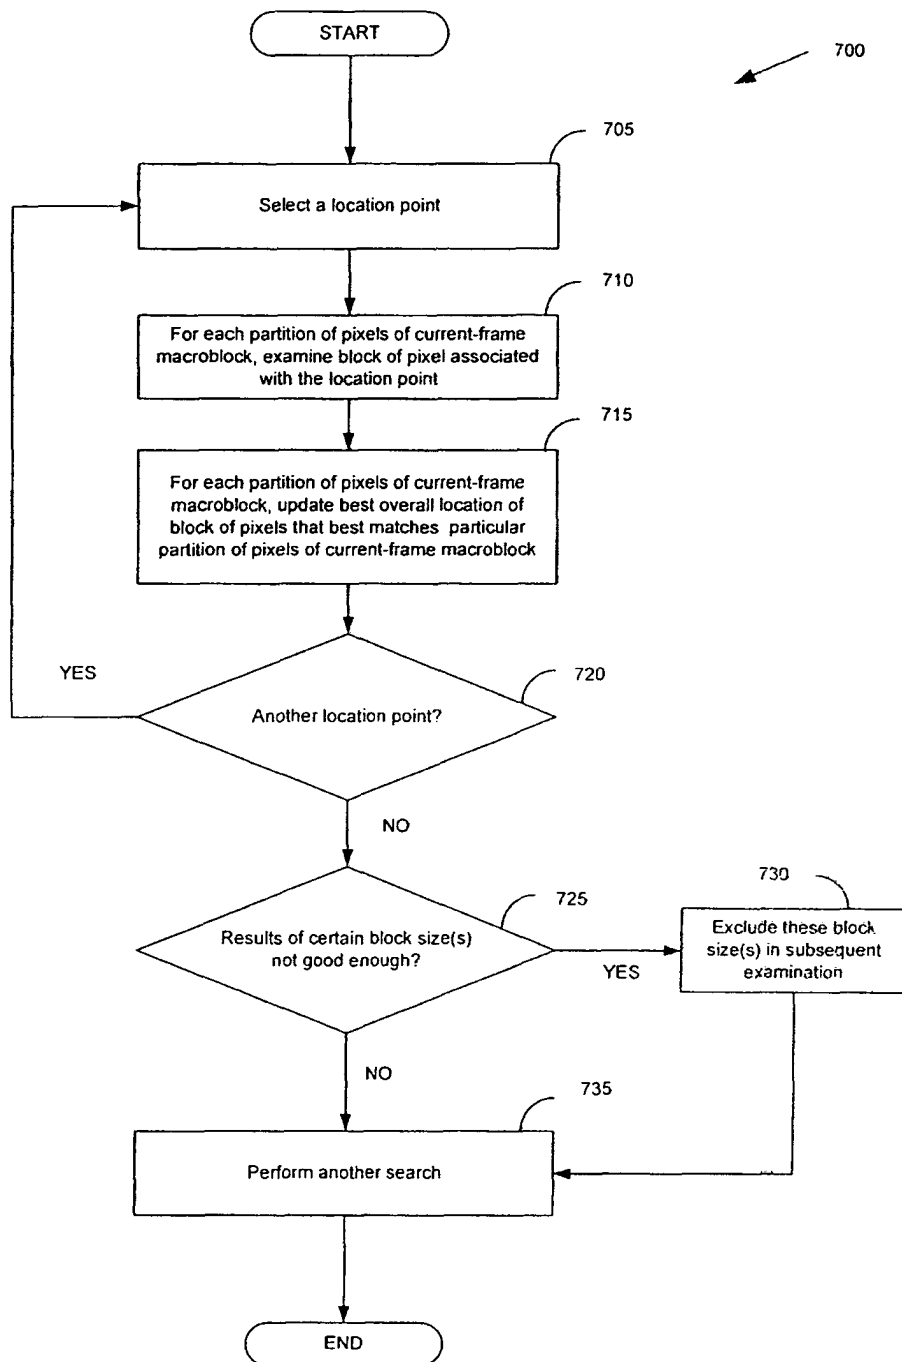 START
700
705
Select a location point
710
For each partition of pixels of current-frame
macroblock, examine block of pixel associated
with the location point
715
For each partition of pixels of current-frame
macroblock, update best overall location of
block of pixels that best matches particular
partition of pixels of current-frame macroblock
YES
720
Another location point?
NO
725
Results of certain block size(s)
not good enough?
YES
730
Exclude these block
size(s) in subsequent
examination
NO
735
Perform another search
END